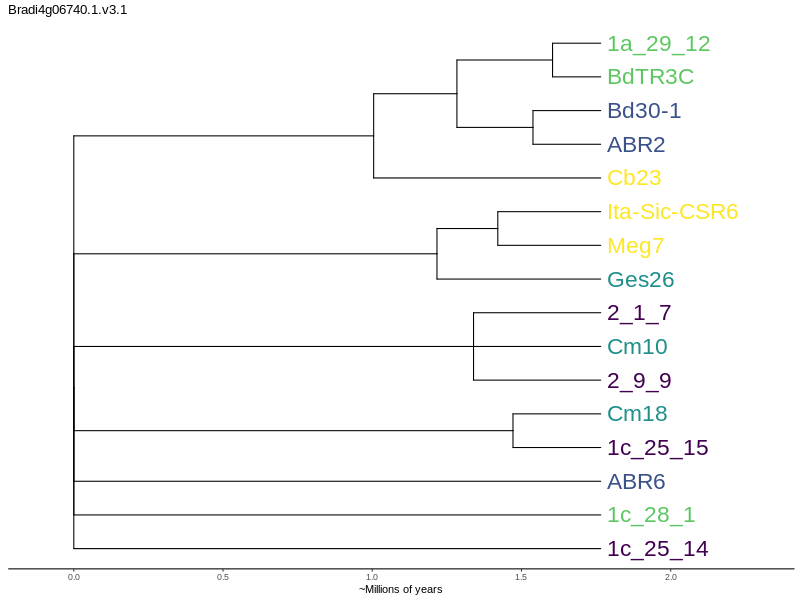 Bradi4g06740.1.v3.1
1a_29_12
BdTR3C
Bd30-1
ABR2
Cb23
Ita-Sic-CSR6
Meg7
Ges26
2_1_7
Cm10
2_9_9
Cm18
1c_25_15
ABR6
1c_28_1
1c_25_14
0.0 0.5 1.0 1.5 2.0
~Millions of years